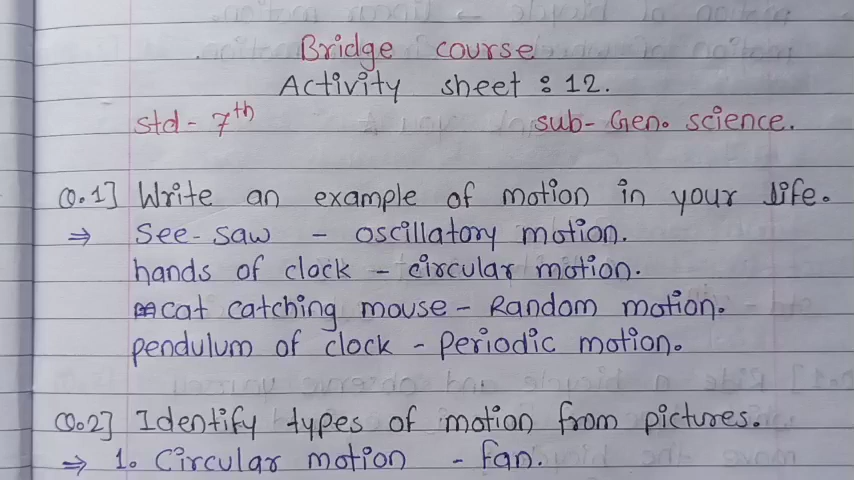 Bridge course
Activity sheet : 12.
std - 7th sub - Gen. science.
Q.1] Write an example of motion in your life.
⇒ See-saw - oscillatory motion.
hands of clock - circular motion.
cat catching mouse - Random motion.
pendulum of clock - Periodic motion.
Q.2] Identify types of motion from pictures.
⇒ 1. Circular motion - fan.